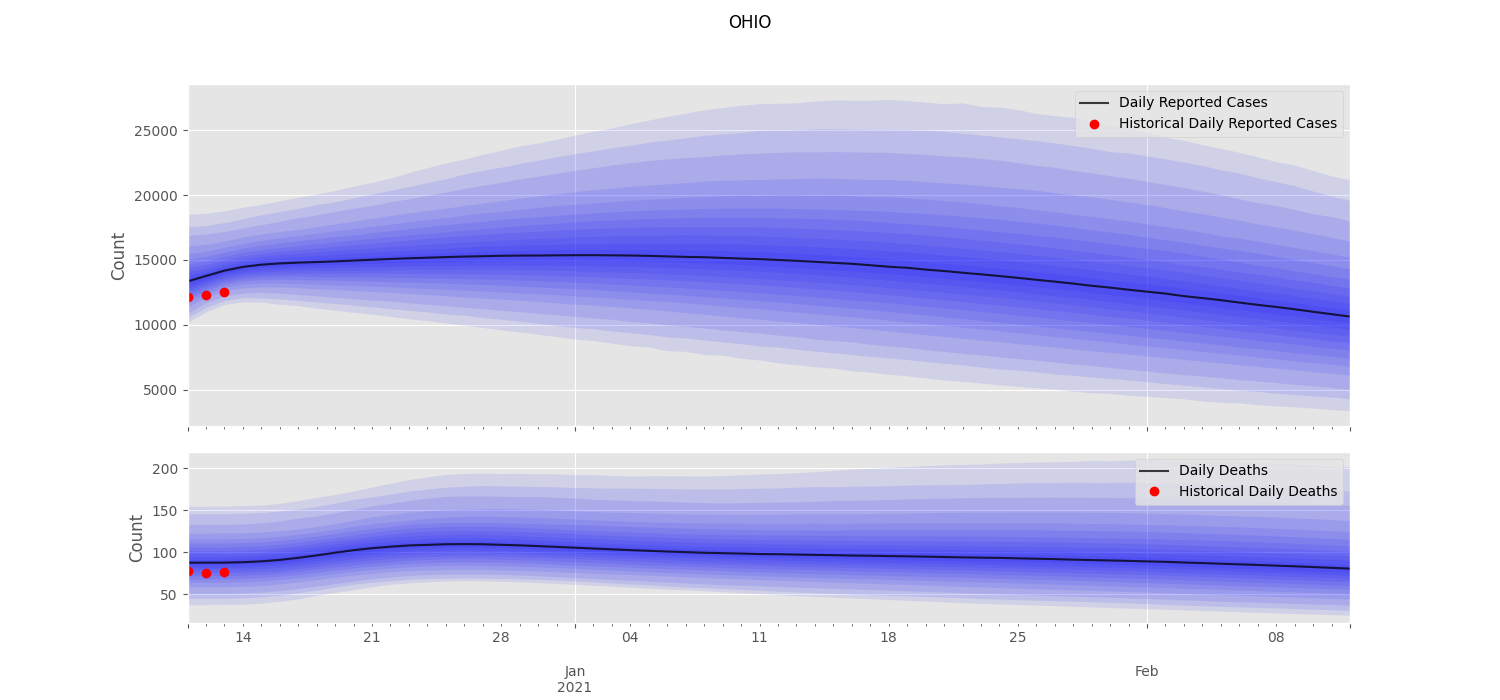 OHIO
Count
25000
20000
15000
10000
5000
Daily Reported Cases
Historical Daily Reported Cases
Count
200
150
100
50
Daily Deaths
Historical Daily Deaths
14 21 28 04 11 18 25 08
Jan Feb
2021